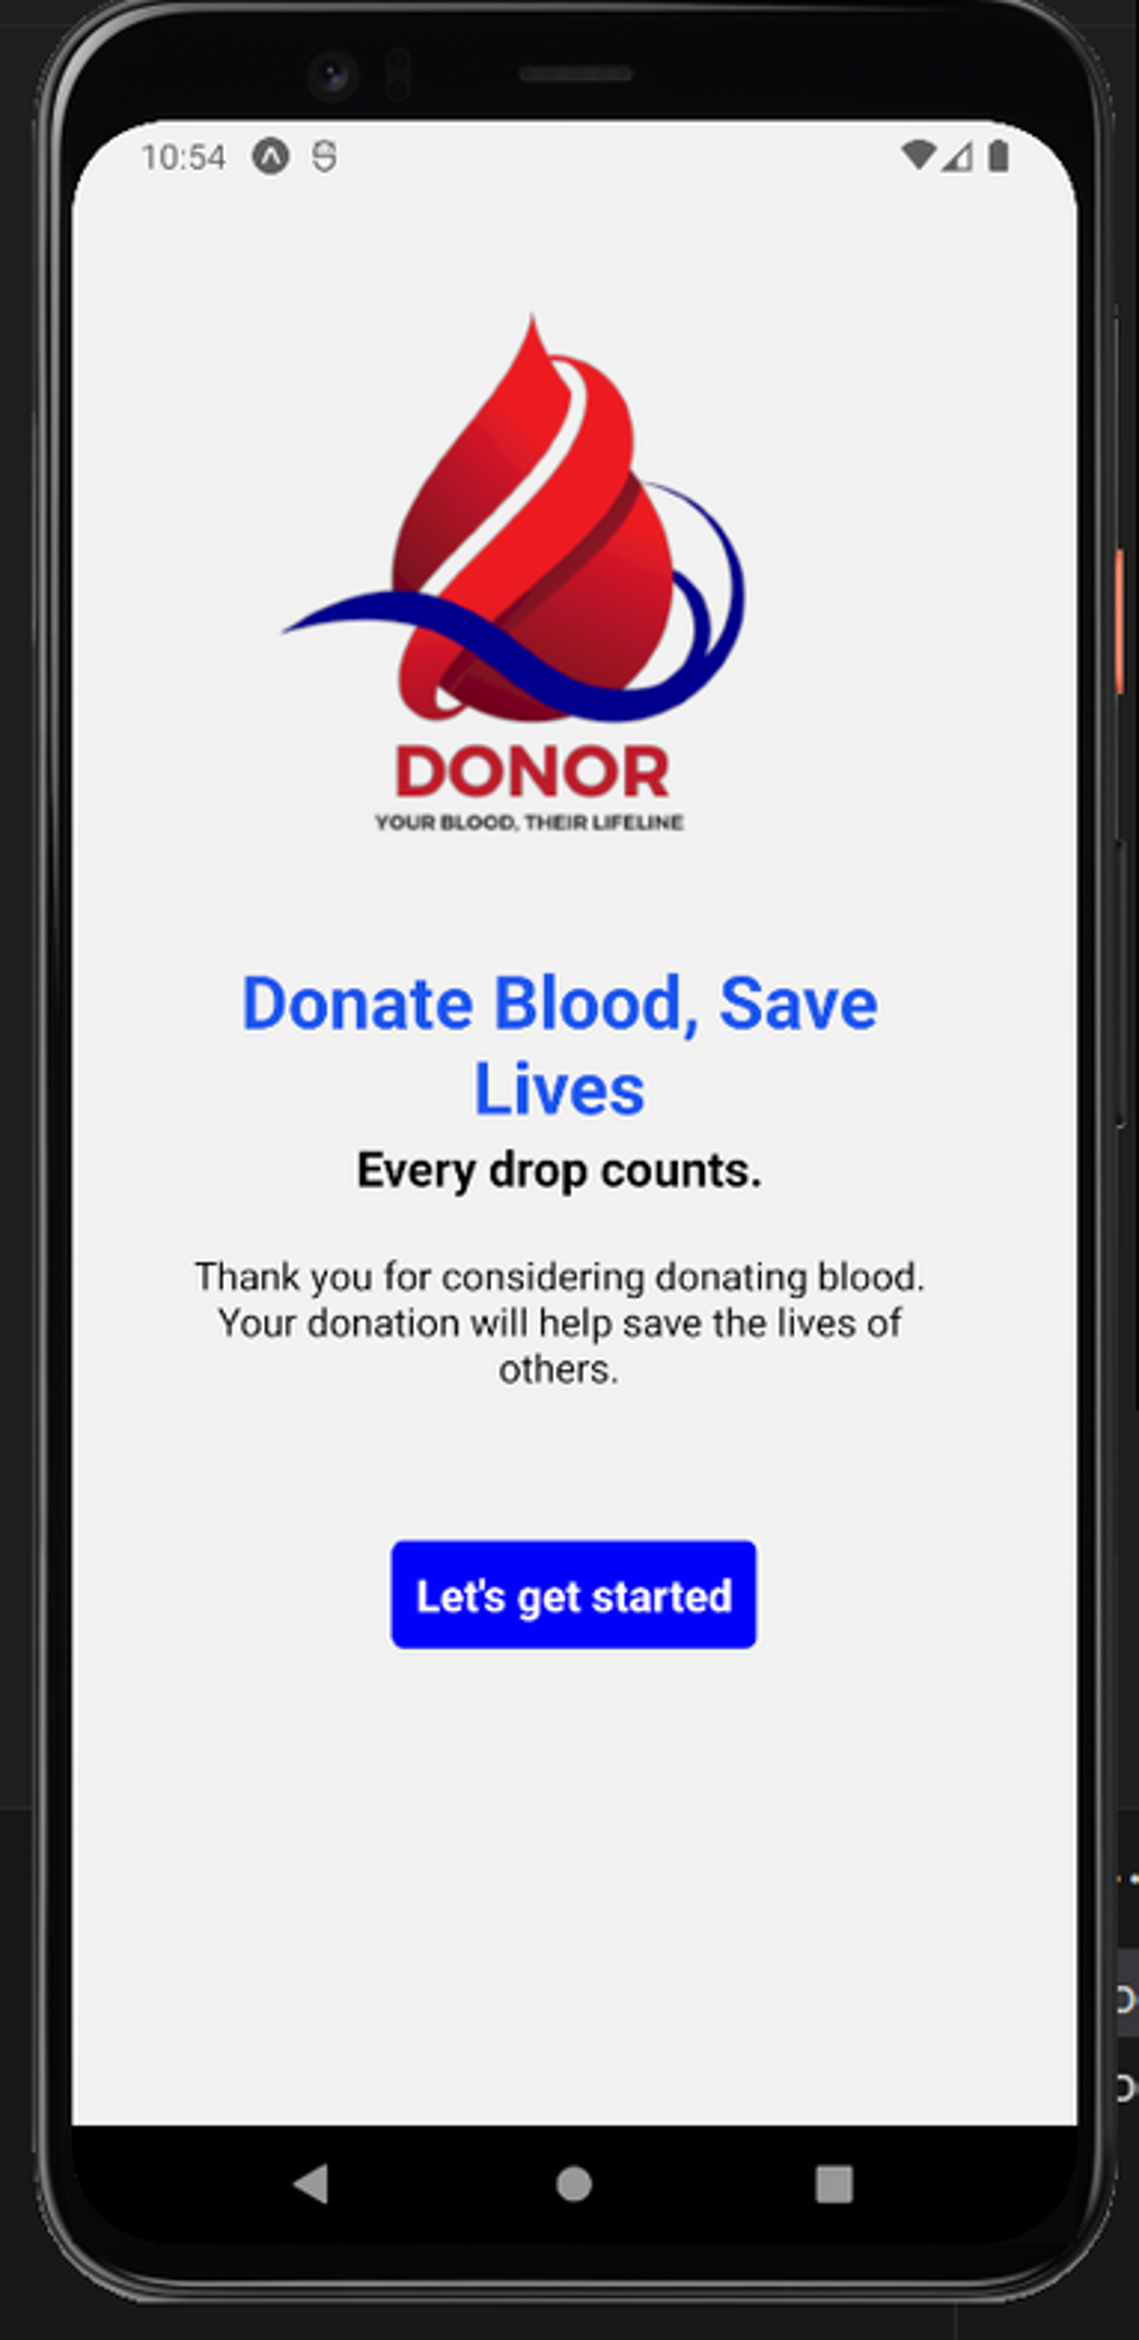 10:54
DONOR
YOUR BLOOD, THEIR LIFELINE
Donate Blood, Save
Lives
Every drop counts.
Thank you for considering donating blood.
Your donation will help save the lives of
others.
Let's get started